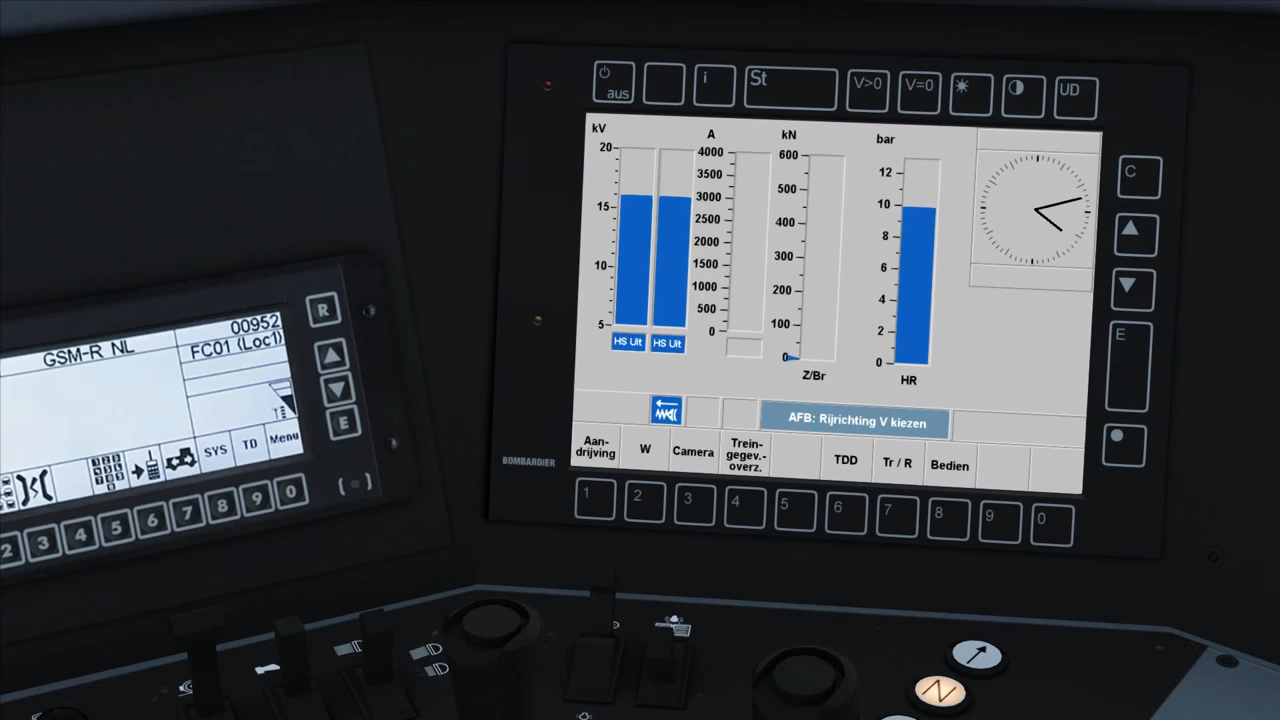 aus
i
St
V>0
V=0
UD
kV
A
kN
bar
20
15
10
5
HS Uit
HS Uit
4000
3500
3000
2500
2000
1500
1000
500
0
600
500
400
300
200
100
0
Z/Br
12
10
8
6
4
2
0
HR
C
E
AFB: Rijrichting V kiezen
Aan-
drijving
W
Camera
Trein-
gegev.-
overz.
TDD
Tr / R
Bedien
BOMBARDIER
1
2
3
4
5
6
7
8
9
0
GSM-R NL
00952
FC01 (Loc1)
SYS
TD
Menu
R
E
2
3
4
5
6
7
8
9
0
N